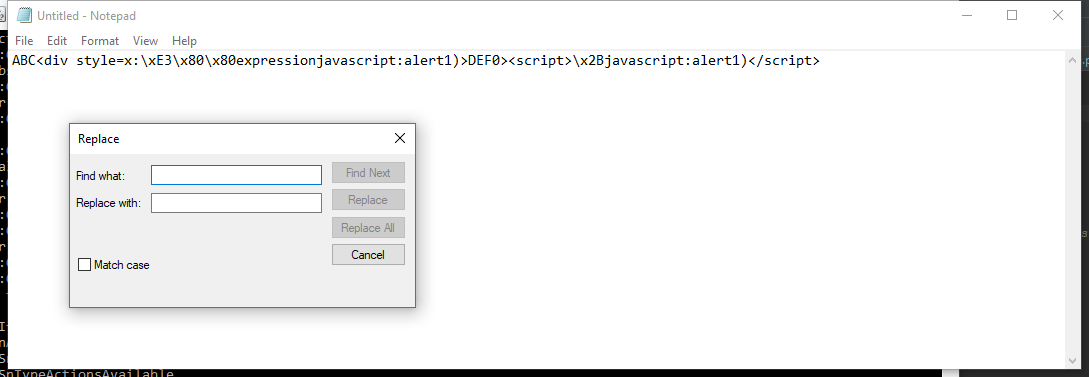 Untitled - Notepad
File Edit Format View Help
ABC<div style=x:\xE3\x80\x80expressionjavascript:alert1)>DEF0><script>\x2Bjavascript:alert1)</script>
Replace
Find what:
Find Next
Replace with:
Replace
Replace All
Cancel
Match case
SnTypeActionsAvailable